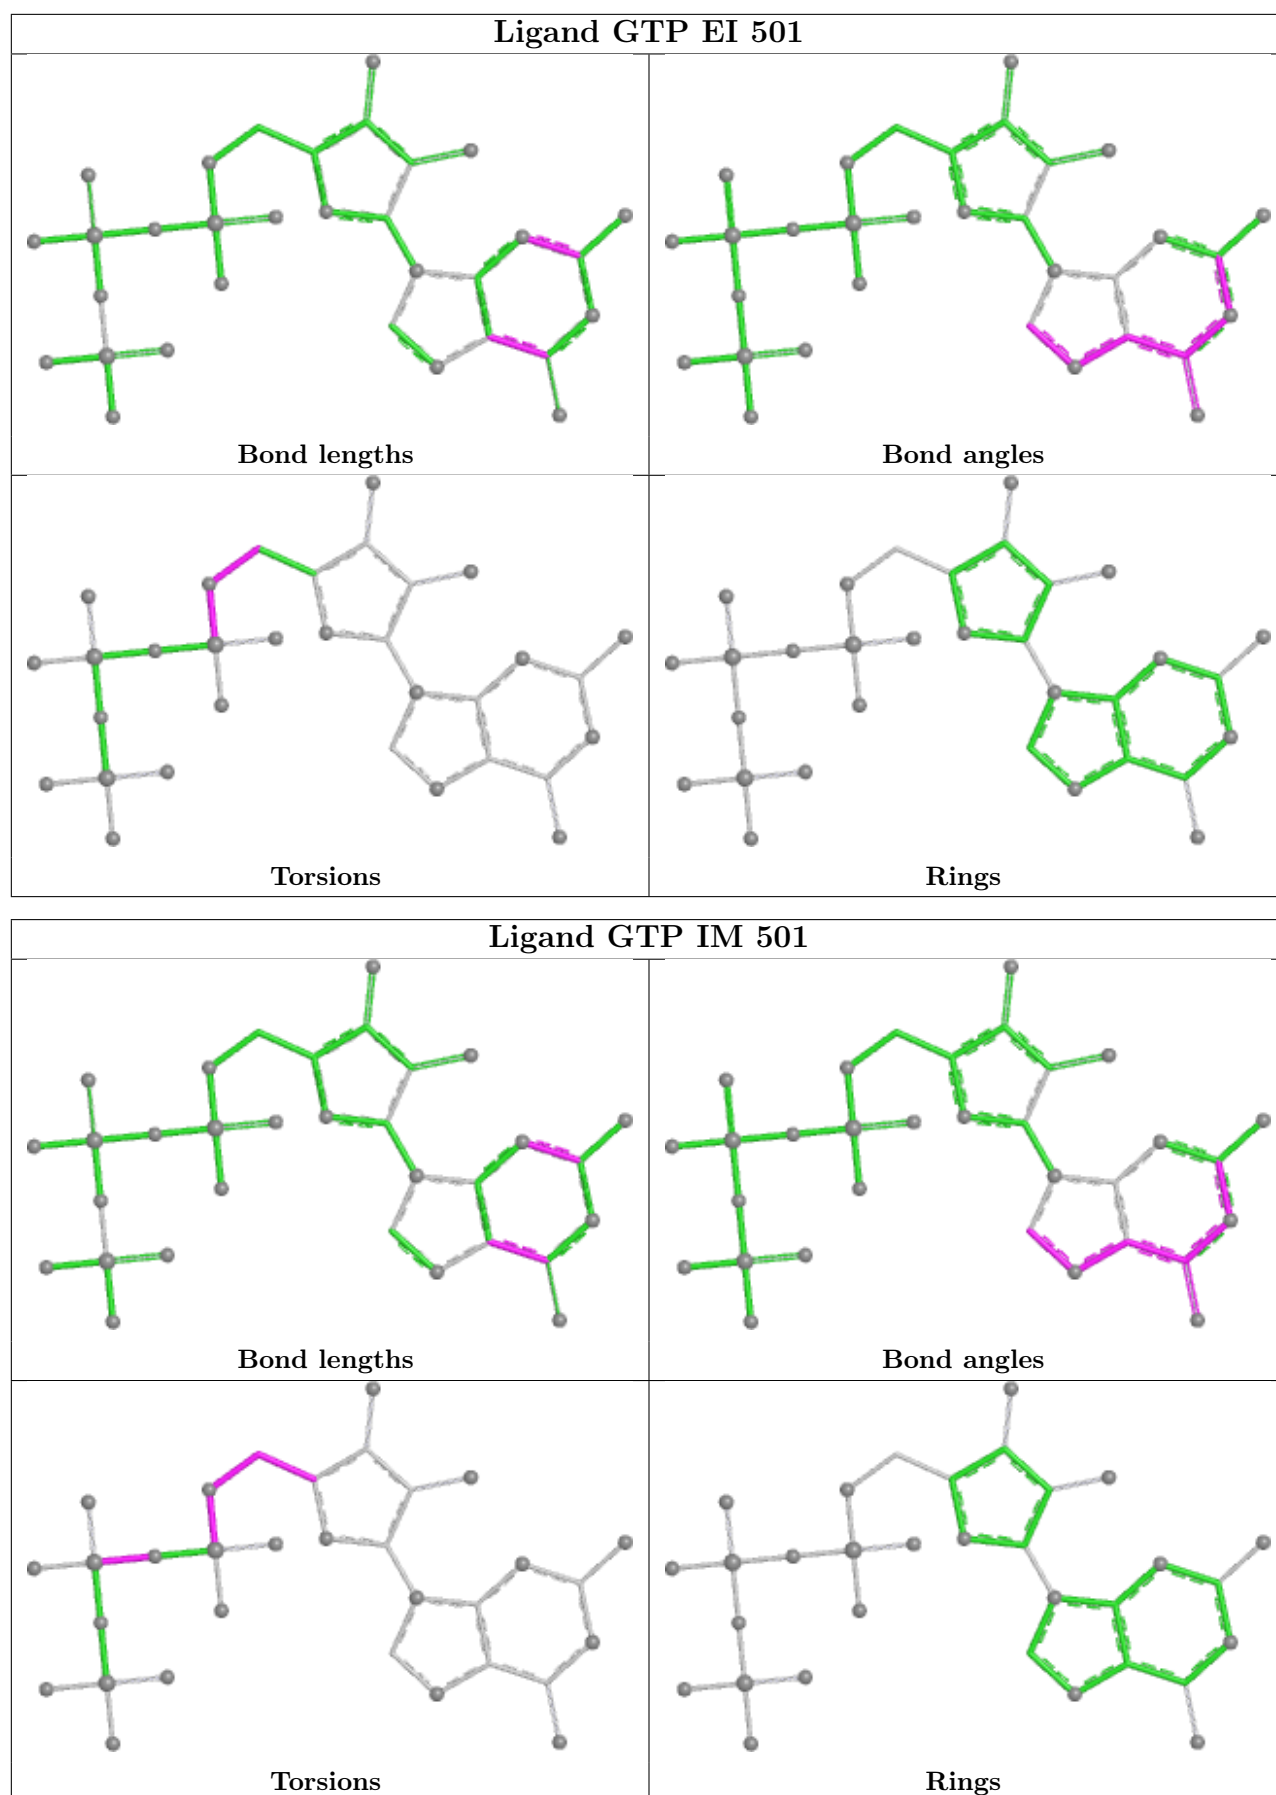 Ligand GTP EI 501
Bond lengths
Bond angles
Torsions
Rings
Ligand GTP IM 501
Bond lengths
Bond angles
Torsions
Rings